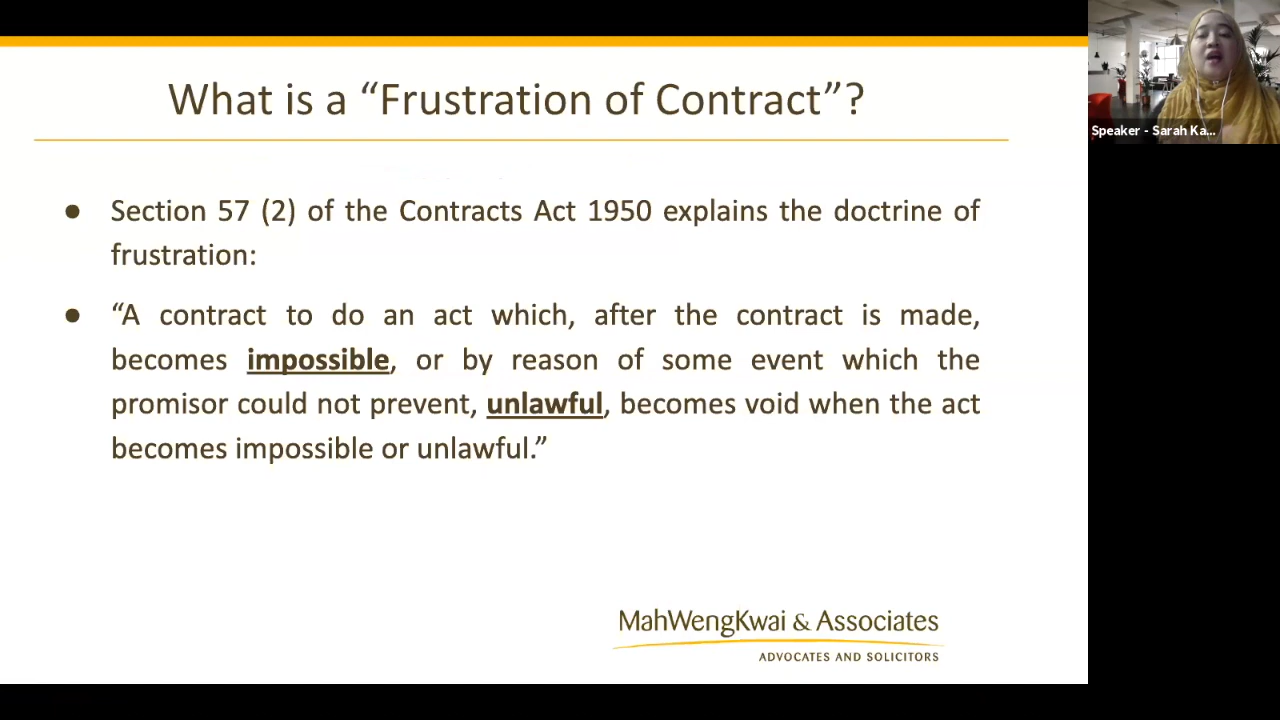 What is a “Frustration of Contract”?
● Section 57 (2) of the Contracts Act 1950 explains the doctrine of
frustration:
● “A contract to do an act which, after the contract is made,
becomes impossible, or by reason of some event which the
promisor could not prevent, unlawful, becomes void when the act
becomes impossible or unlawful.”
MahWengKwai & Associates
ADVOCATES AND SOLICITORS
Speaker - Sarah Ka...